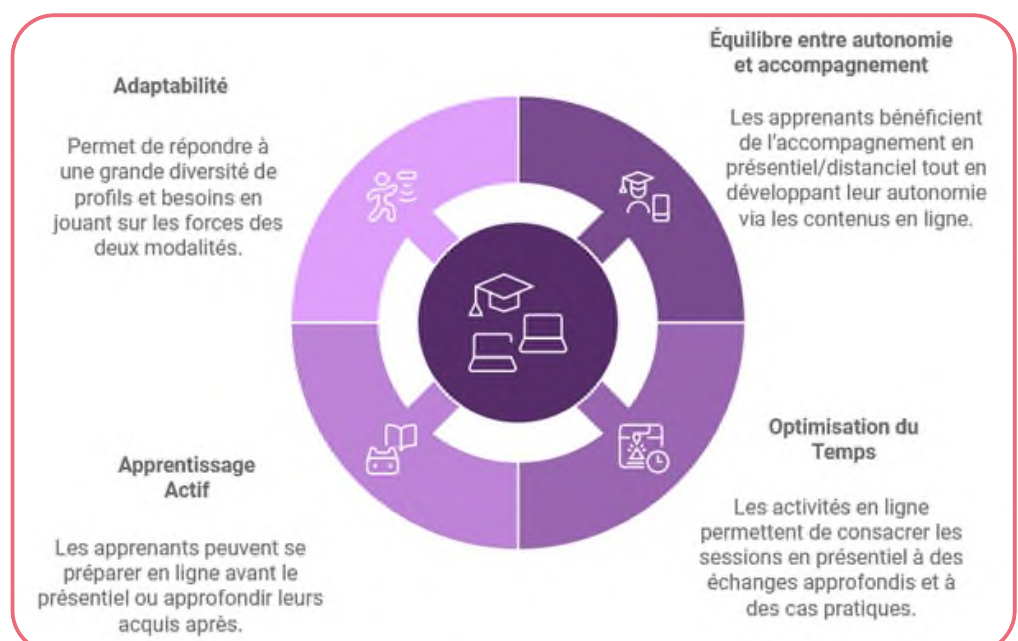 Adaptabilité
Permet de répondre à
une grande diversité de
profils et besoins en
jouant sur les forces des
deux modalités.
Équilibre entre autonomie
et accompagnement
Les apprenants bénéficient
de l'accompagnement en
présentiel/distanciel tout en
développant leur autonomie
via les contenus en ligne.
Apprentissage
Actif
Les apprenants peuvent se
préparer en ligne avant le
présentiel ou approfondir leurs
acquis après.
Optimisation du
Temps
Les activités en ligne
permettent de consacrer les
sessions en présentiel à des
échanges approfondis et à
des cas pratiques.